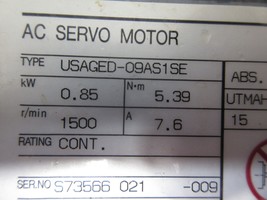 AC SERVO MOTOR
TYPE USAGED-09AS1SE
kW 0.85 N·m 5.39 ABS.
r/min 1500 A 7.6 UTMAH
15
RATING CONT.
SER.NO S73566 021 -009